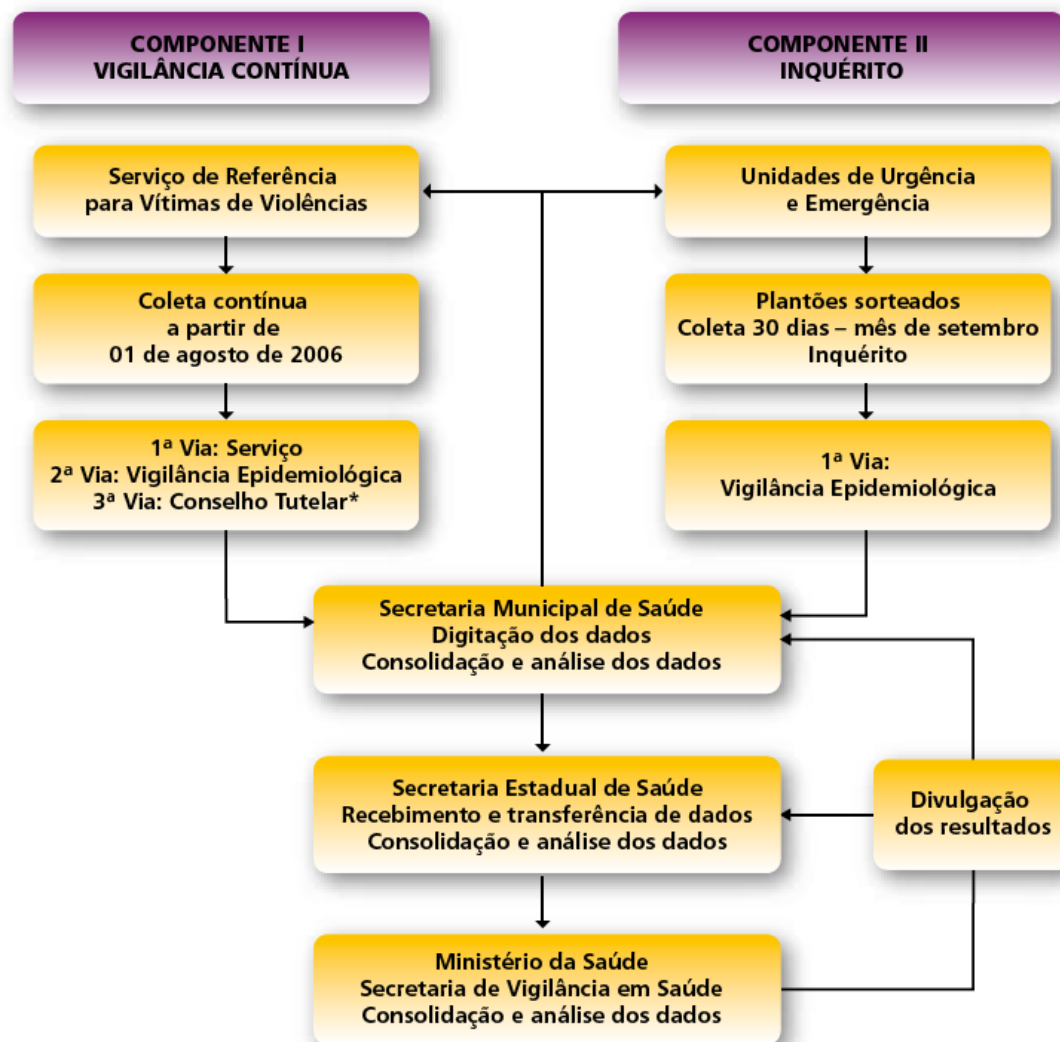 COMPONENTE I
VIGILÂNCIA CONTÍNUA
COMPONENTE II
INQUÉRITO
Serviço de Referência
para Vítimas de Violências
Unidades de Urgência
e Emergência
Coleta contínua
a partir de
01 de agosto de 2006
Plantões sorteados
Coleta 30 dias – mês de setembro
Inquérito
1ª Via: Serviço
2ª Via: Vigilância Epidemiológica
3ª Via: Conselho Tutelar*
1ª Via:
Vigilância Epidemiológica
Secretaria Municipal de Saúde
Digitação dos dados
Consolidação e análise dos dados
Secretaria Estadual de Saúde
Recebimento e transferência de dados
Consolidação e análise dos dados
Divulgação
dos resultados
Ministério da Saúde
Secretaria de Vigilância em Saúde
Consolidação e análise dos dados